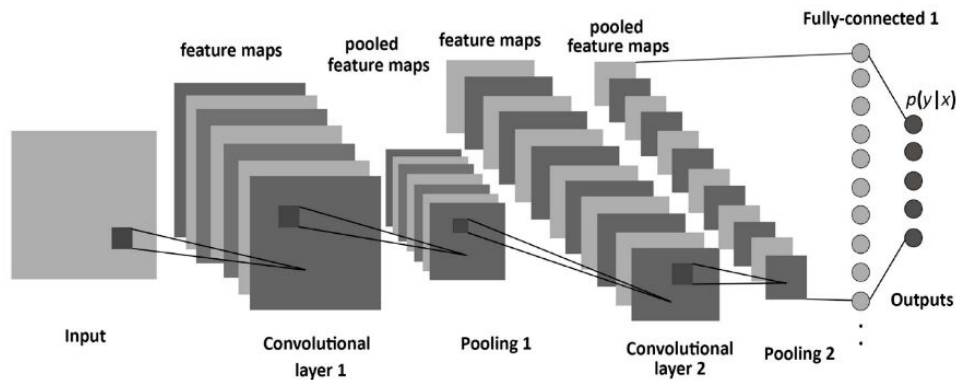 Fully-connected 1
feature maps
pooled
feature maps
feature maps
pooled
feature maps
p(y|x)
Input
Convolutional
layer 1
Pooling 1
Convolutional
layer 2
Pooling 2
Outputs